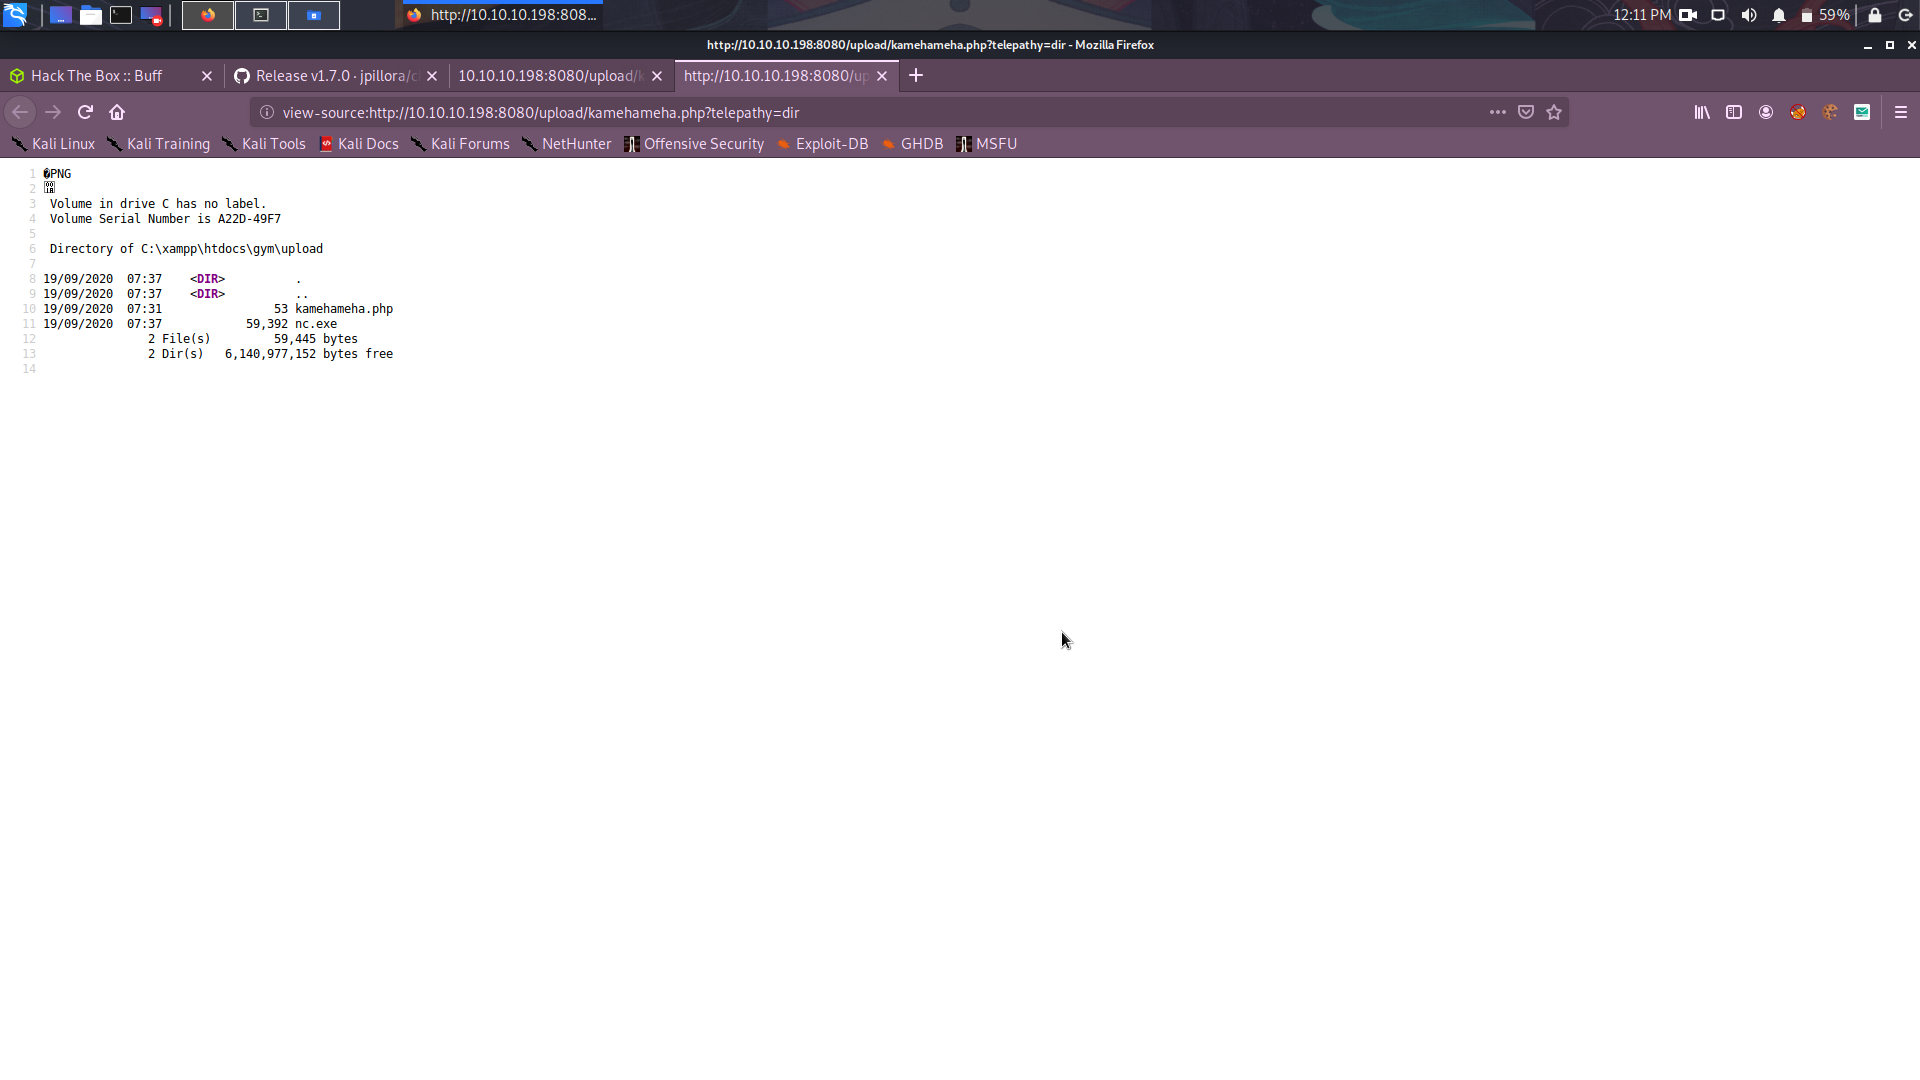 http://10.10.10.198:808...
12:11 PM
59%
http://10.10.10.198:8080/upload/kamehameha.php?telepathy=dir - Mozilla Firefox
Hack The Box :: Buff
Release v1.7.0 · jpillora/c
10.10.10.198:8080/upload/k
http://10.10.10.198:8080/up
view-source:http://10.10.10.198:8080/upload/kamehameha.php?telepathy=dir
Kali Linux Kali Training Kali Tools Kali Docs Kali Forums NetHunter Offensive Security Exploit-DB GHDB MSFU
1 �PNG
2
3 Volume in drive C has no label.
4 Volume Serial Number is A22D-49F7
5
6 Directory of C:\xampp\htdocs\gym\upload
7
8 19/09/2020 07:37 <DIR> .
9 19/09/2020 07:37 <DIR> ..
10 19/09/2020 07:31 53 kamehameha.php
11 19/09/2020 07:37 59,392 nc.exe
12 2 File(s) 59,445 bytes
13 2 Dir(s) 6,140,977,152 bytes free
14